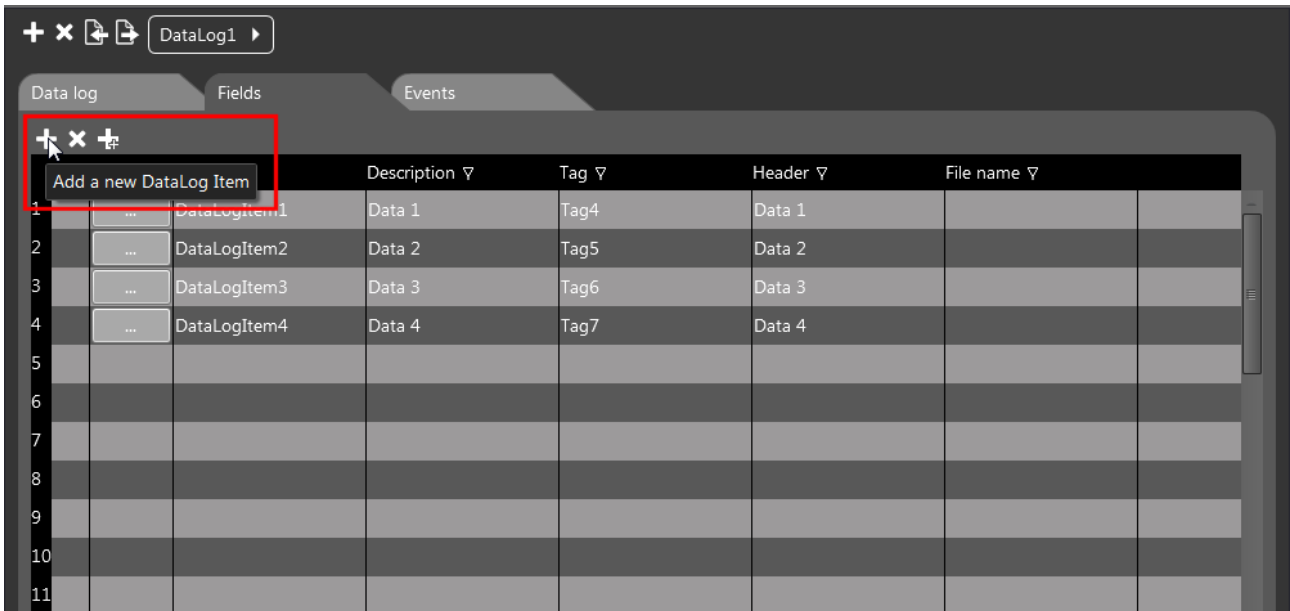 DataLog1
Data log Fields Events
Add a new DataLog Item
Description Tag Header File name
1 ... DataLogItem1 Data 1 Tag4 Data 1
2 ... DataLogItem2 Data 2 Tag5 Data 2
3 ... DataLogItem3 Data 3 Tag6 Data 3
4 ... DataLogItem4 Data 4 Tag7 Data 4
5
6
7
8
9
10
11